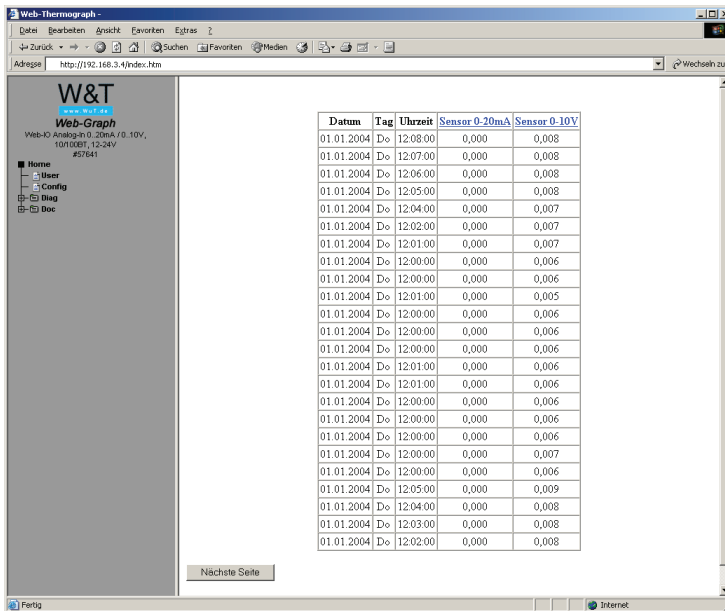 Web-Thermograph -
Datei Bearbeiten Ansicht Favoriten Extras ?
Zurück Suchen Favoriten Medien
Adresse http://192.168.3.4/index.htm Wechseln zu
W&T
www.WuT.de
Web-Graph
Web-IO Analog-In 0..20mA / 0..10V,
10/100BT, 12-24V
#57641
Home
User
Config
Diag
Doc
Datum Tag Uhrzeit Sensor 0-20mA Sensor 0-10V
01.01.2004 Do 12:08:00 0,000 0,008
01.01.2004 Do 12:07:00 0,000 0,008
01.01.2004 Do 12:06:00 0,000 0,008
01.01.2004 Do 12:05:00 0,000 0,008
01.01.2004 Do 12:04:00 0,000 0,007
01.01.2004 Do 12:02:00 0,000 0,007
01.01.2004 Do 12:01:00 0,000 0,007
01.01.2004 Do 12:00:00 0,000 0,006
01.01.2004 Do 12:00:00 0,000 0,006
01.01.2004 Do 12:01:00 0,000 0,005
01.01.2004 Do 12:00:00 0,000 0,006
01.01.2004 Do 12:00:00 0,000 0,006
01.01.2004 Do 12:00:00 0,000 0,006
01.01.2004 Do 12:01:00 0,000 0,006
01.01.2004 Do 12:01:00 0,000 0,006
01.01.2004 Do 12:00:00 0,000 0,006
01.01.2004 Do 12:00:00 0,000 0,006
01.01.2004 Do 12:00:00 0,000 0,006
01.01.2004 Do 12:00:00 0,000 0,007
01.01.2004 Do 12:00:00 0,000 0,006
01.01.2004 Do 12:05:00 0,000 0,009
01.01.2004 Do 12:04:00 0,000 0,008
01.01.2004 Do 12:03:00 0,000 0,008
01.01.2004 Do 12:02:00 0,000 0,008
Nächste Seite
Fertig Internet